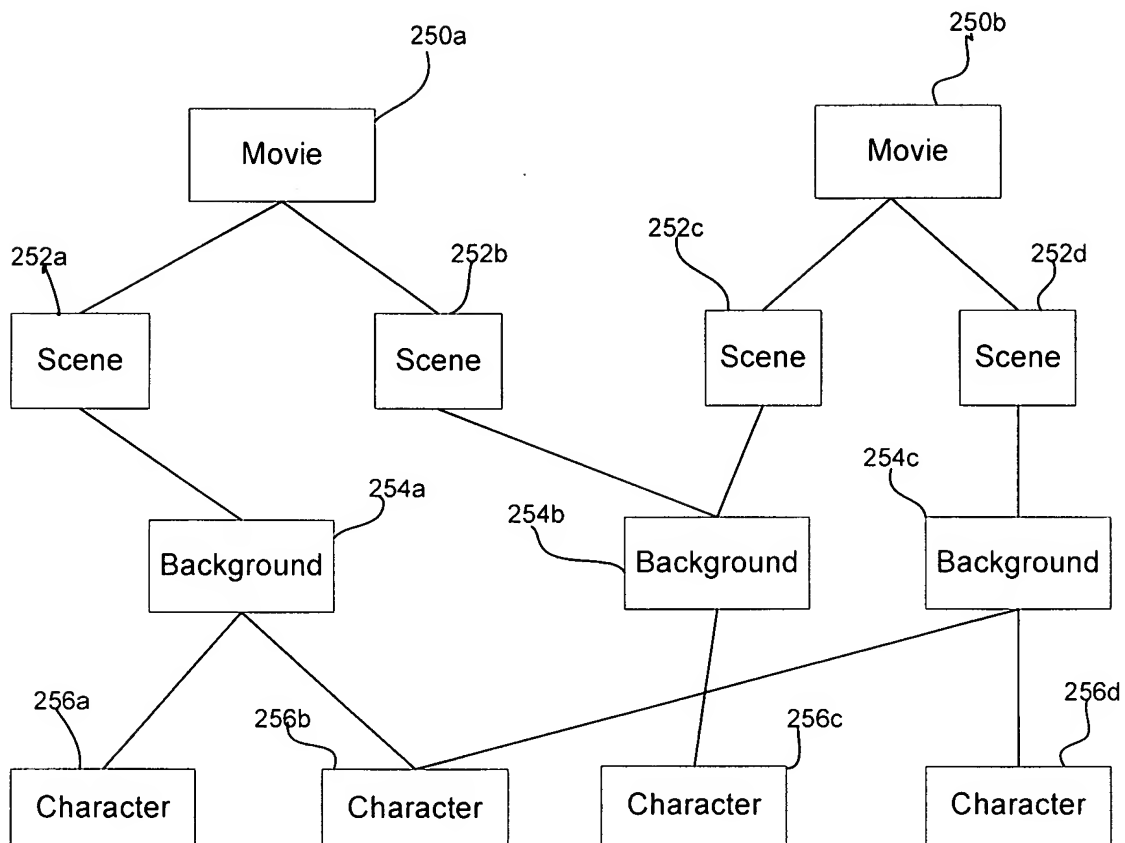 250a
250b
Movie
Movie
252a
252b
252c
252d
Scene
Scene
Scene
Scene
254a
254b
254c
Background
Background
Background
256a
256b
256c
256d
Character
Character
Character
Character